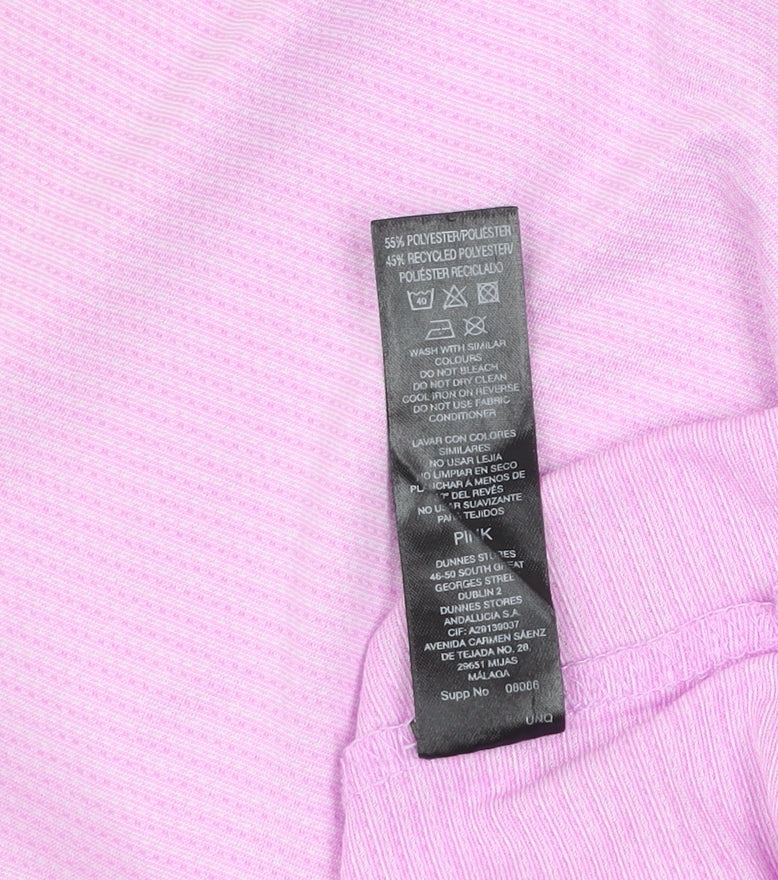 55% POLYESTER/POLIÉSTER
45% RECYCLED POLYESTER/
POLIÉSTER RECICLADO
40
WASH WITH SIMILAR
COLOURS
DO NOT BLEACH
DO NOT DRY CLEAN
COOL IRON ON REVERSE
DO NOT USE FABRIC
CONDITIONER
LAVAR CON COLORES
SIMILARES
NO USAR LEJIA
NO LIMPIAR EN SECO
A MENOS DE
DEL REVÉS
NO SUAVIZANTE
TEJIDOS
PINK
DUNNES STORES
46-50 SOUTH GREAT
GEORGES STREE
DUBLIN 2
DUNNES STORES
ANDALUCIA S.A.
CIF: A29139037
AVENIDA CARMEN SÁENZ
DE TEJADA NO. 20,
29651 MIJAS
MÁLAGA
Supp No 08086
UNQ